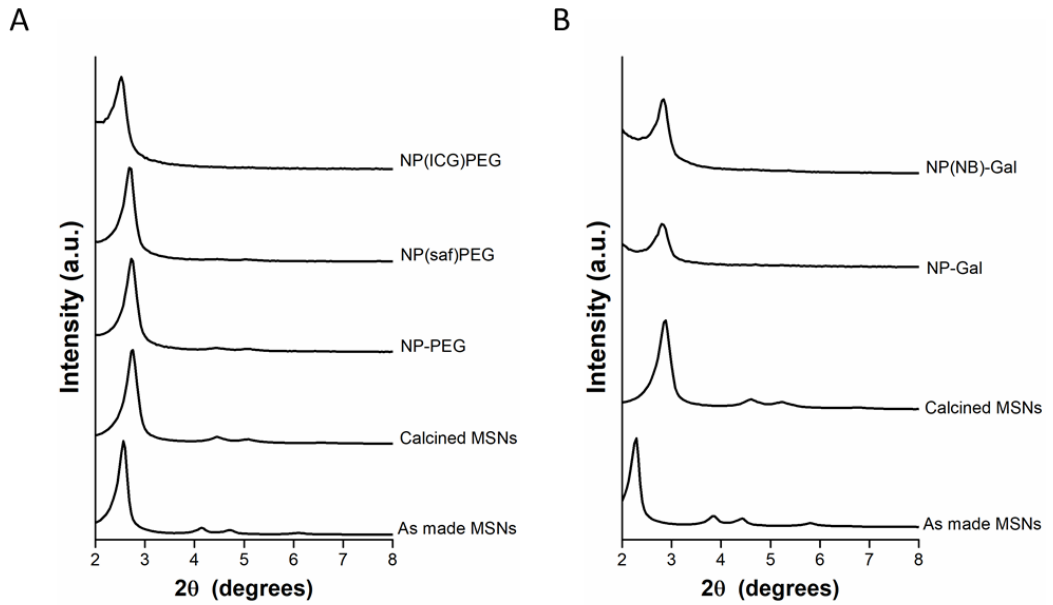 A
Intensity (a.u.)
NP(ICG)PEG
NP(saf)PEG
NP-PEG
Calcined MSNs
As made MSNs
2 3 4 5 6 7 8
2θ (degrees)
B
Intensity (a.u.)
NP(NB)-Gal
NP-Gal
Calcined MSNs
As made MSNs
2 3 4 5 6 7 8
2θ (degrees)